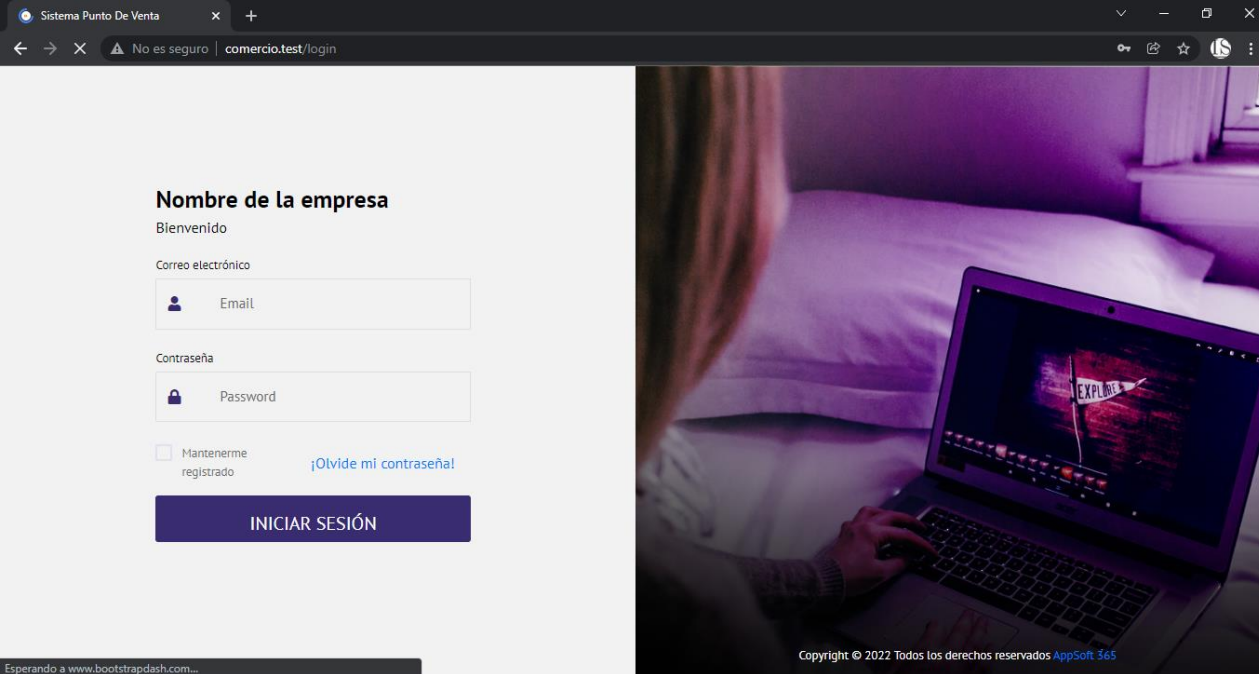 Sistema Punto De Venta
No es seguro | comercio.test/login
LS
Nombre de la empresa
Bienvenido
Correo electrónico
Email
Contraseña
Password
Mantenerme
registrado
¡Olvide mi contraseña!
INICIAR SESIÓN
EXPLORE
Copyright © 2022 Todos los derechos reservados AppSoft 365
Esperando a www.bootstrapdash.com...